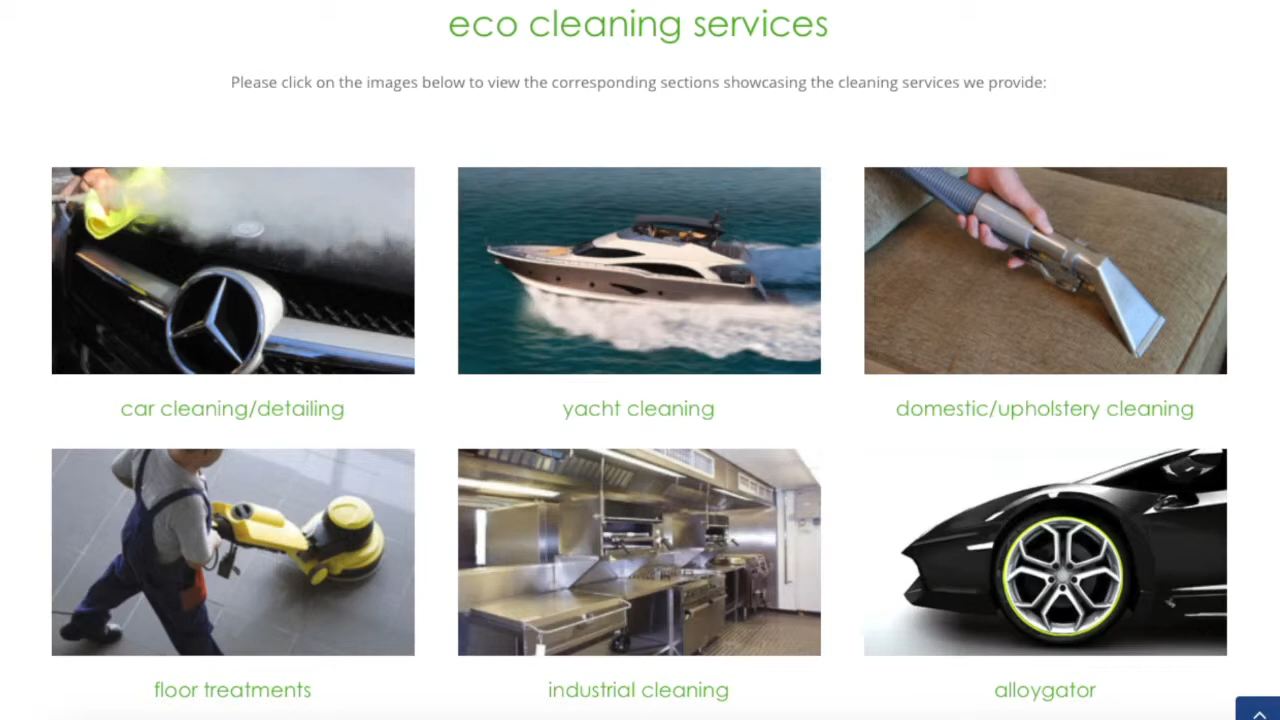 eco cleaning services
Please click on the images below to view the corresponding sections showcasing the cleaning services we provide:
car cleaning/detailing
yacht cleaning
domestic/upholstery cleaning
floor treatments
industrial cleaning
alloygator